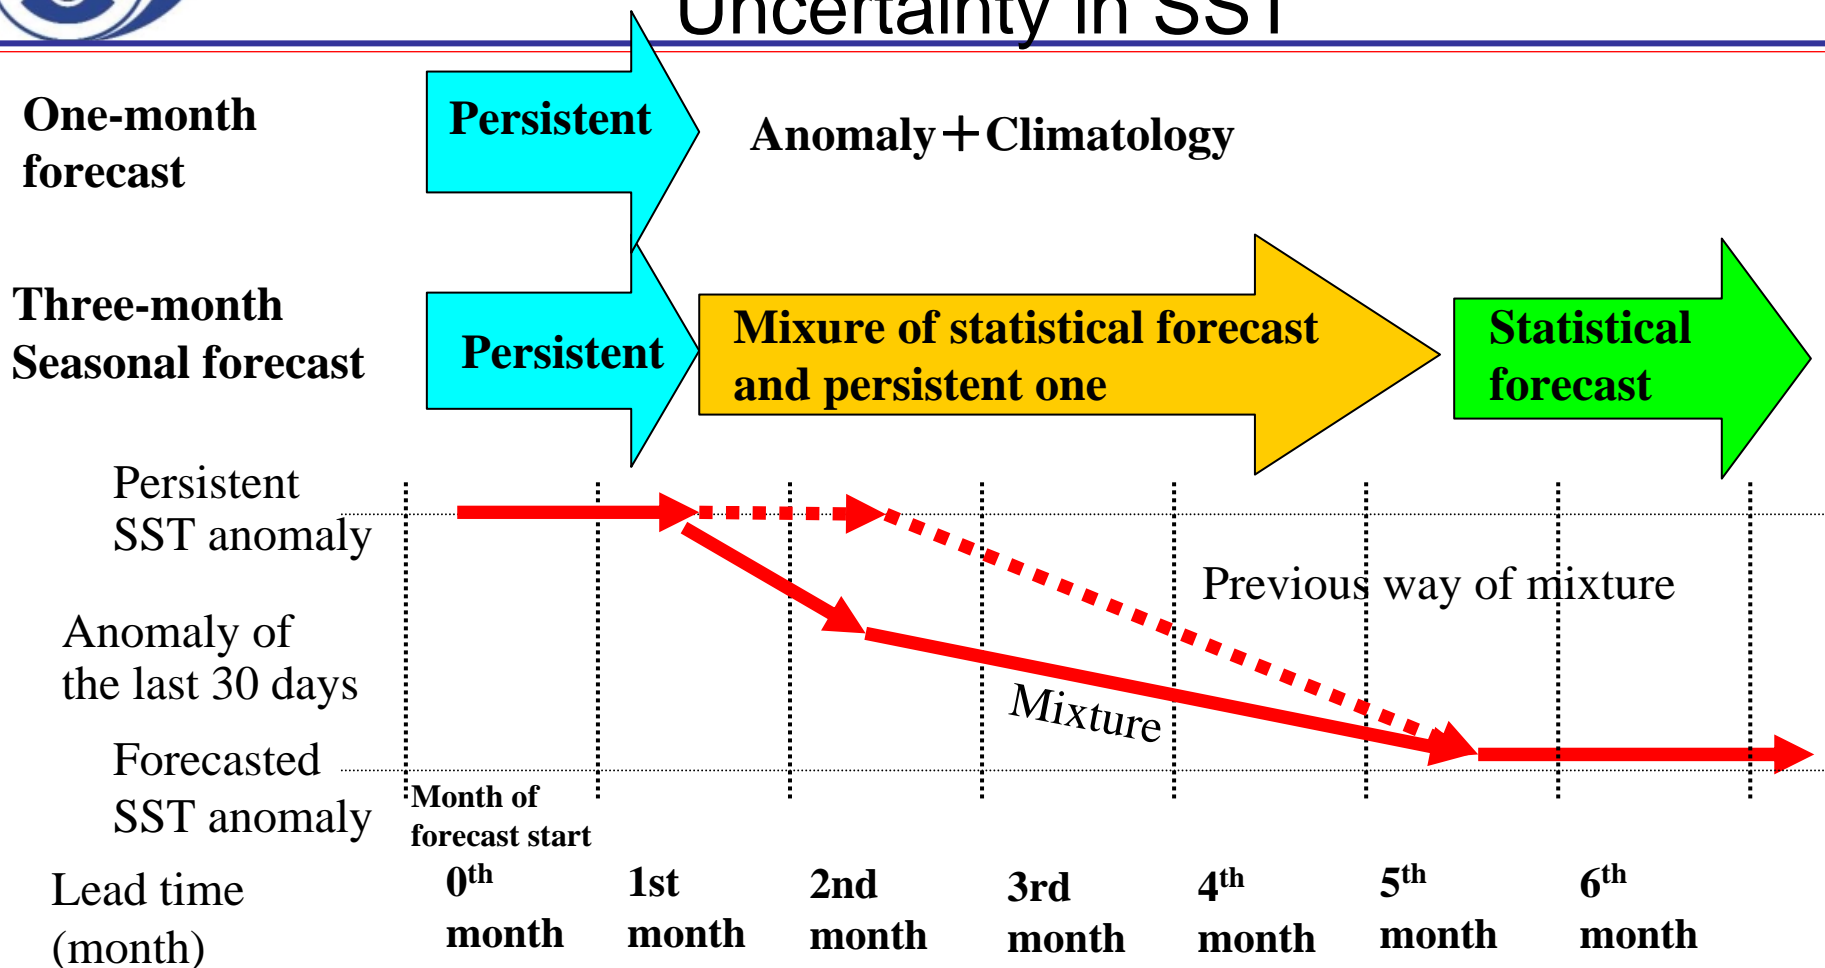 Uncertainty in SST
One-month
forecast
Persistent
Anomaly＋Climatology
Three-month
Seasonal forecast
Persistent
Mixure of statistical forecast
and persistent one
Statistical
forecast
Persistent
SST anomaly
Previous way of mixture
Anomaly of
the last 30 days
Mixture
Forecasted
SST anomaly
Month of
forecast start
Lead time
(month)
0th
month
1st
month
2nd
month
3rd
month
4th
month
5th
month
6th
month